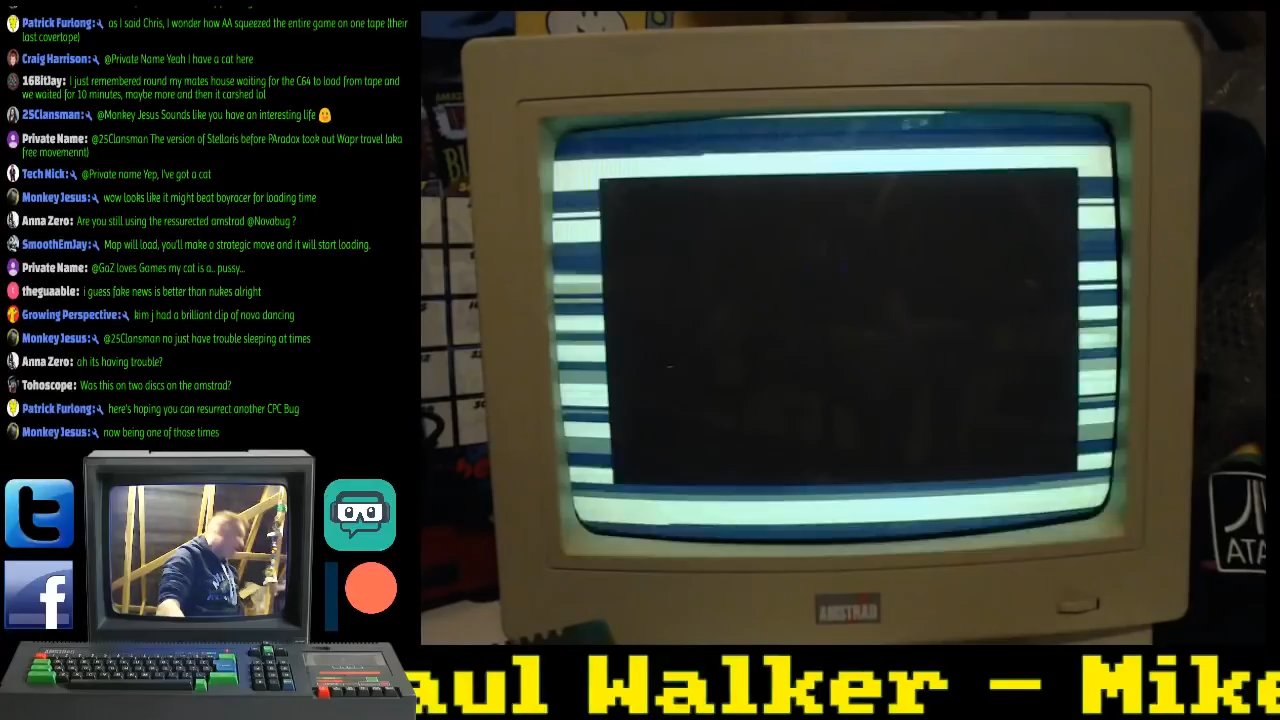 Patrick Furlong: as I said Chris, I wonder how AA squeezed the entire game on one tape (their
last covertape)
Craig Harrison: @Private Name Yeah I have a cat here
16BitJay: I just remembered round my mates house waiting for the C64 to load from tape and
we waited for 10 minutes, maybe more and then it carshed lol
25Clansman: @Monkey Jesus Sounds like you have an interesting life
Private Name: @25Clansman The version of Stellaris before PAradox took out Wapr travel (aka
free movemennt)
Tech Nick: @Private name Yep, I've got a cat
Monkey Jesus: wow looks like it might beat boyracer for loading time
Anna Zero: Are you still using the ressurected amstrad @Novabug ?
SmoothEmJay: Map will load, you'll make a strategic move and it will start loading.
Private Name: @GaZ loves Games my cat is a.. pussy...
theguaable: i guess fake news is better than nukes alright
Growing Perspective: kim j had a brilliant clip of nova dancing
Monkey Jesus: @25Clansman no just have trouble sleeping at times
Anna Zero: ah its having trouble?
Tohoscope: Was this on two discs on the amstrad?
Patrick Furlong: here's hoping you can resurrect another CPC Bug
Monkey Jesus: now being one of those times
AMSTRAD
ATA
aul Walker - Mike